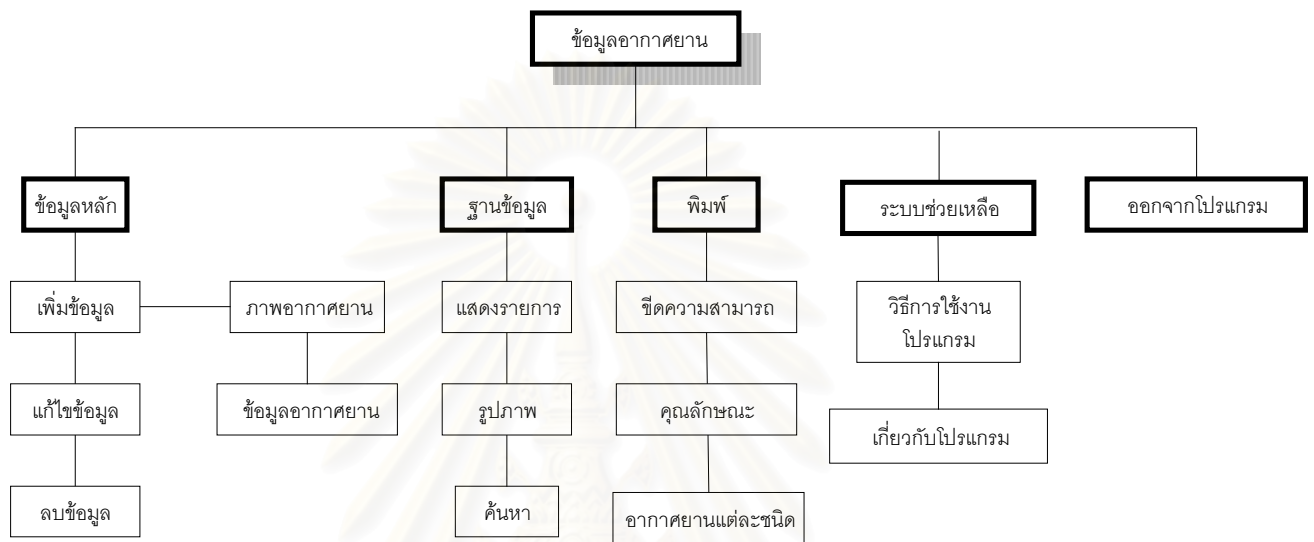 ข้อมูลอากาศยาน
ข้อมูลหลัก
ฐานข้อมูล
พิมพ์
ระบบช่วยเหลือ
ออกจากโปรแกรม
เพิ่มข้อมูล
ภาพอากาศยาน
แสดงรายการ
ขีดความสามารถ
วิธีการใช้งาน
โปรแกรม
แก้ไขข้อมูล
ข้อมูลอากาศยาน
รูปภาพ
คุณลักษณะ
เกี่ยวกับโปรแกรม
ลบข้อมูล
ค้นหา
อากาศยานแต่ละชนิด